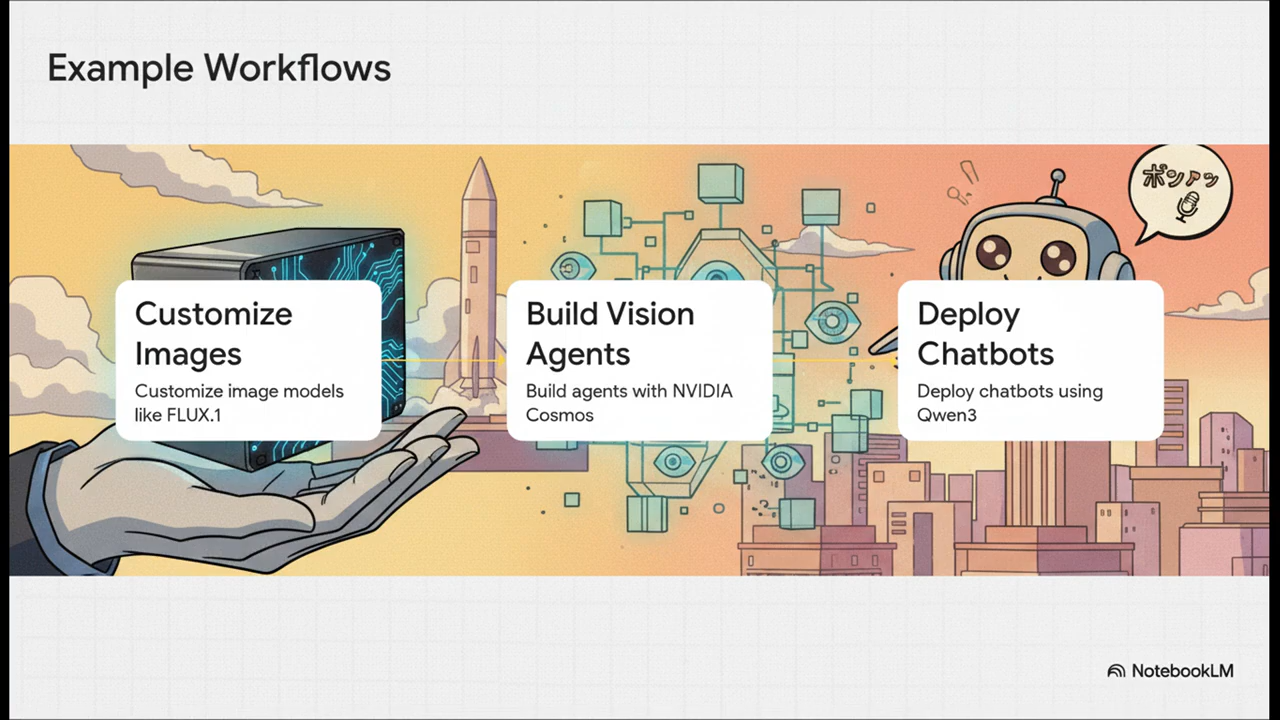 Example Workflows
ポンアッ
Customize
Images
Customize image models
like FLUX.1
Build Vision
Agents
Build agents with NVIDIA
Cosmos
Deploy
Chatbots
Deploy chatbots using
Qwen3
NotebookLM